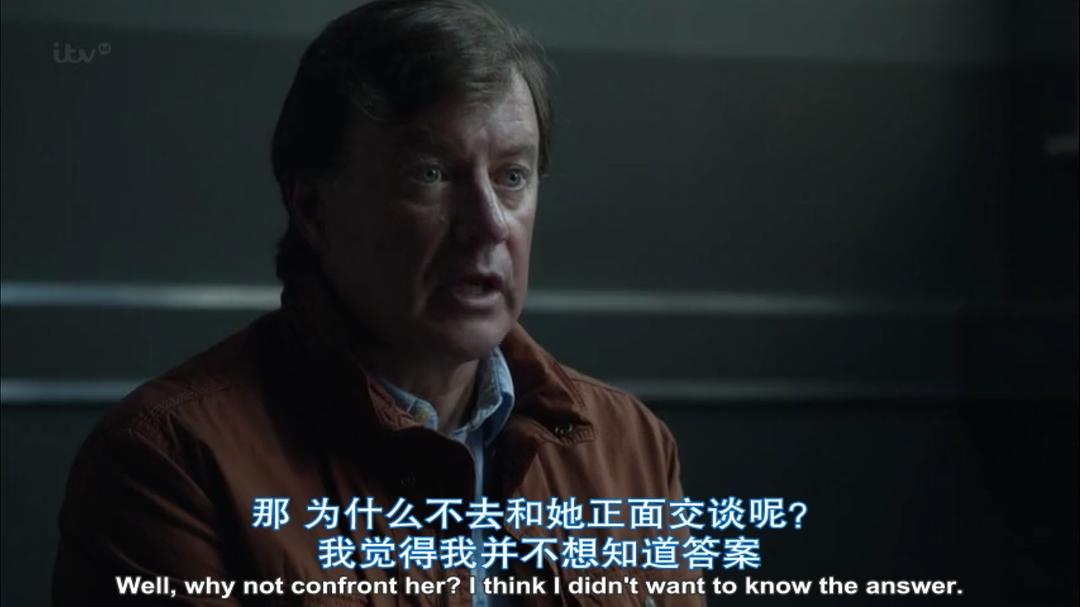 itv
那 为什么不去和她正面交谈呢?
我觉得我并不想知道答案
Well, why not confront her? I think I didn't want to know the answer.